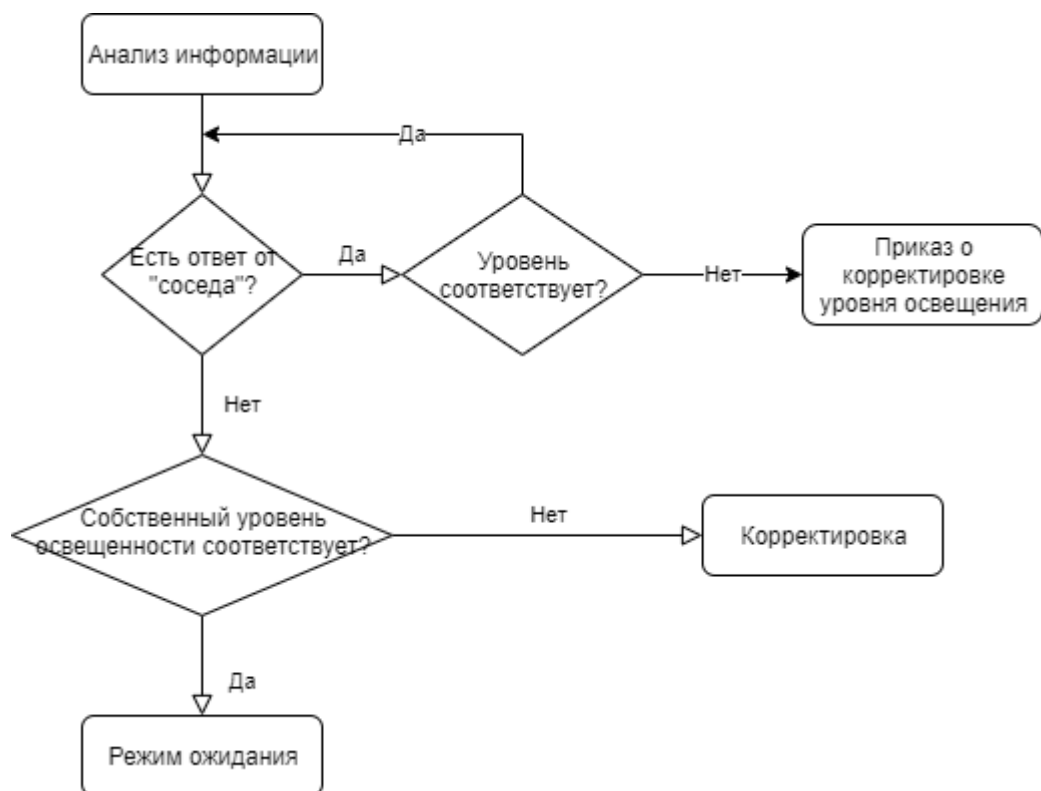 Анализ информации
Да
Есть ответ от
"соседа"?
Да
Уровень
соответствует?
Нет
Приказ о
корректировке
уровня освещения
Нет
Собственный уровень
освещенности соответствует?
Нет
Корректировка
Да
Режим ожидания